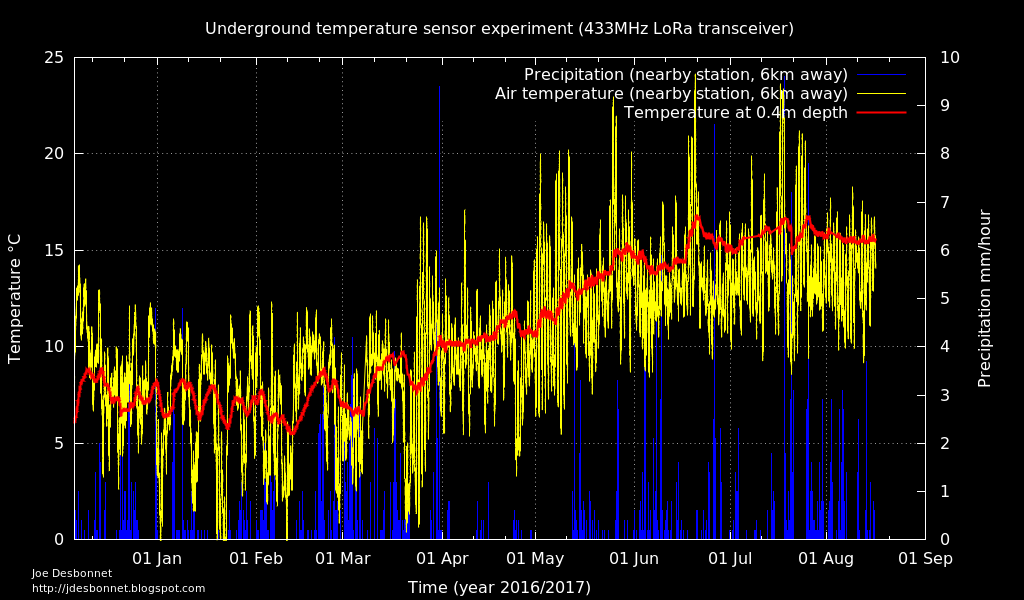 Underground temperature sensor experiment (433MHz LoRa transceiver)
25
20
15
10
5
0
Temperature °C
10
9
8
7
6
5
4
3
2
1
0
Precipitation mm/hour
Precipitation (nearby station, 6km away)
Air temperature (nearby station, 6km away)
Temperature at 0.4m depth
01 Jan 01 Feb 01 Mar 01 Apr 01 May 01 Jun 01 Jul 01 Aug 01 Sep
Time (year 2016/2017)
Joe Desbonnet
http://jdesbonnet.blogspot.com